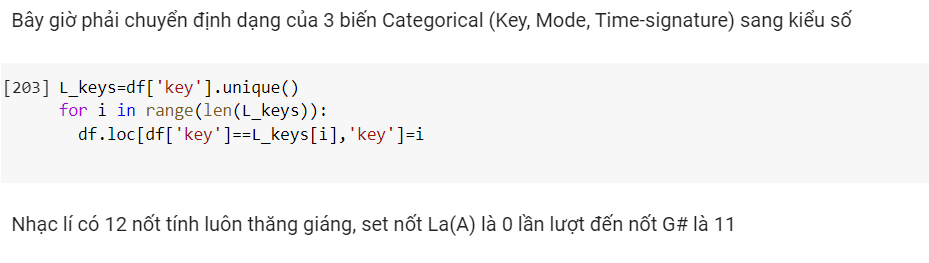 Bây giờ phải chuyển định dạng của 3 biến Categorical (Key, Mode, Time-signature) sang kiểu số
[203] L_keys=df['key'].unique()
for i in range(len(L_keys)):
df.loc[df['key']==L_keys[i],'key']=i
Nhạc lí có 12 nốt tính luôn thăng giáng, set nốt La(A) là 0 lần lượt đến nốt G# là 11